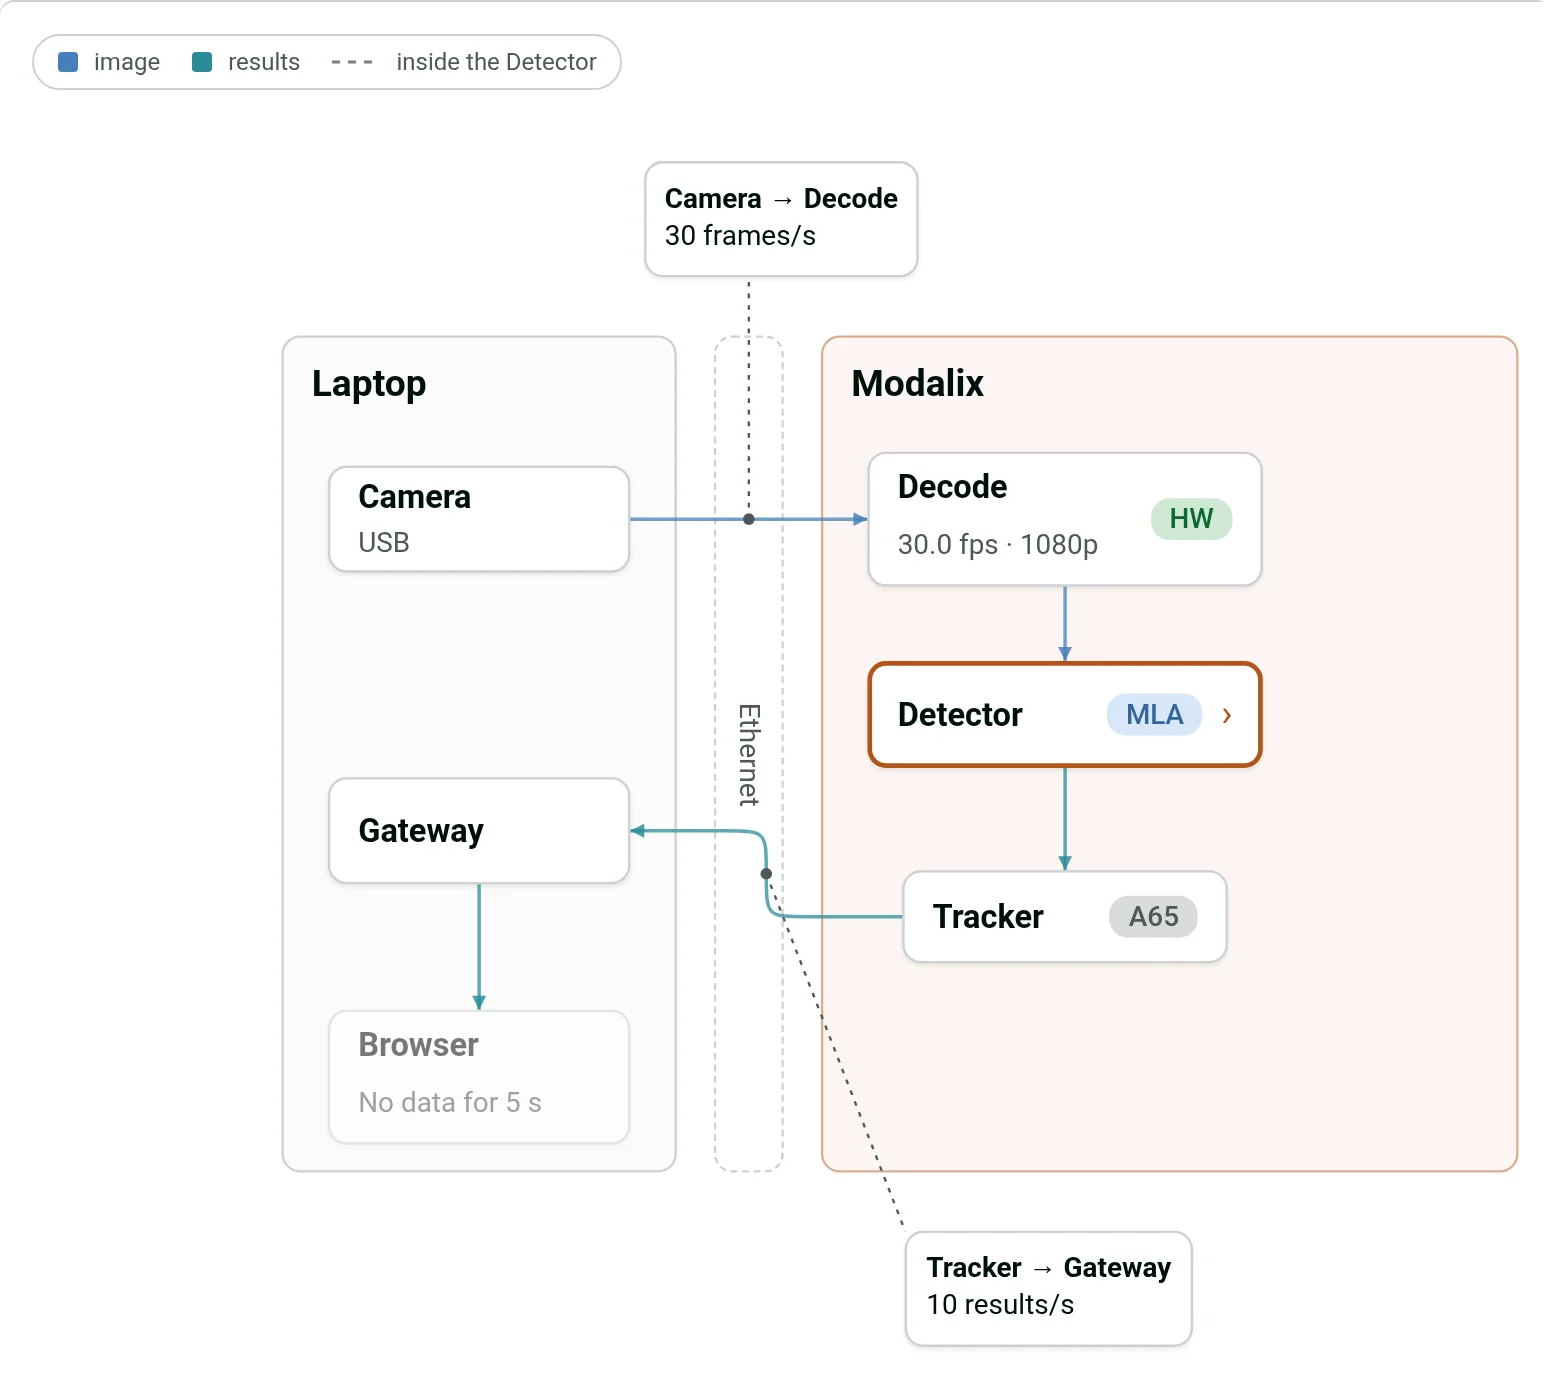 image results inside the Detector
Camera → Decode
30 frames/s
Laptop
Modalix
Camera
USB
Decode
30.0 fps · 1080p
HW
Ethernet
Detector
MLA ›
Gateway
Tracker
A65
Browser
No data for 5 s
Tracker → Gateway
10 results/s